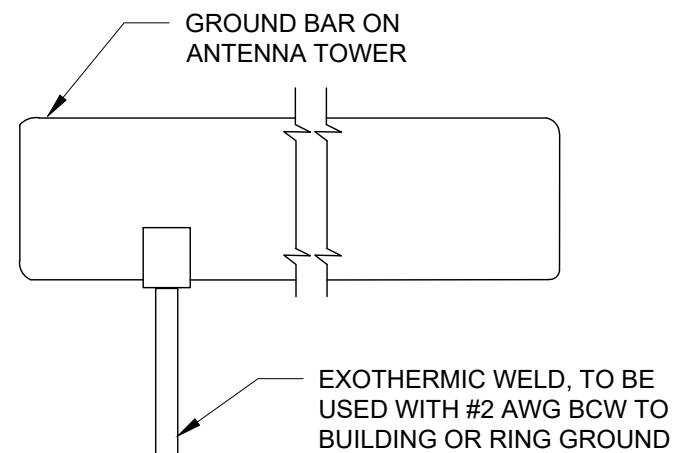 GROUND BAR ON
ANTENNA TOWER
EXOTHERMIC WELD, TO BE
USED WITH #2 AWG BCW TO
BUILDING OR RING GROUND